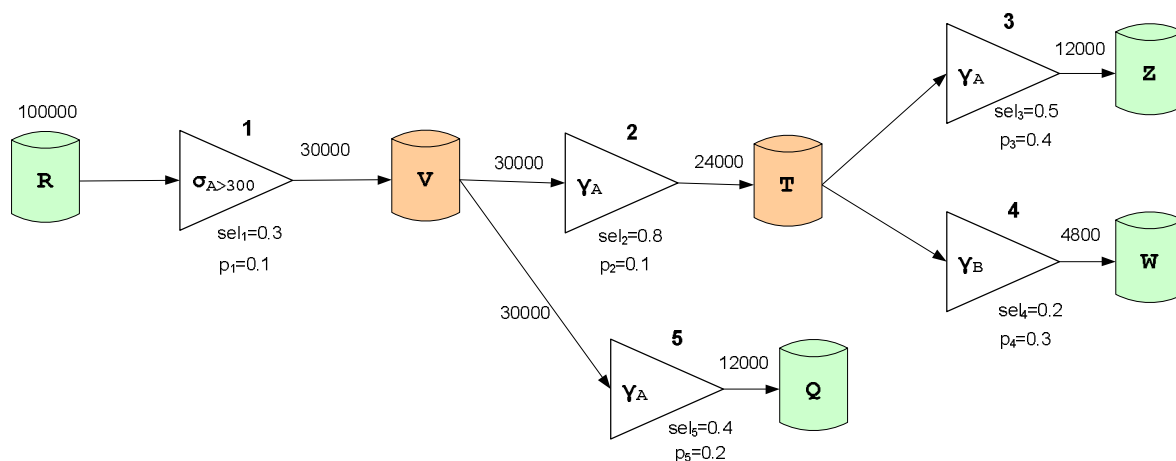 3
12000
Z
γA
sel3=0.5
p3=0.4
100000
R
1
σA>300
sel1=0.3
p1=0.1
30000
V
30000
2
γA
sel2=0.8
p2=0.1
24000
T
4
4800
W
γB
sel4=0.2
p4=0.3
30000
5
12000
Q
γA
sel5=0.4
p5=0.2